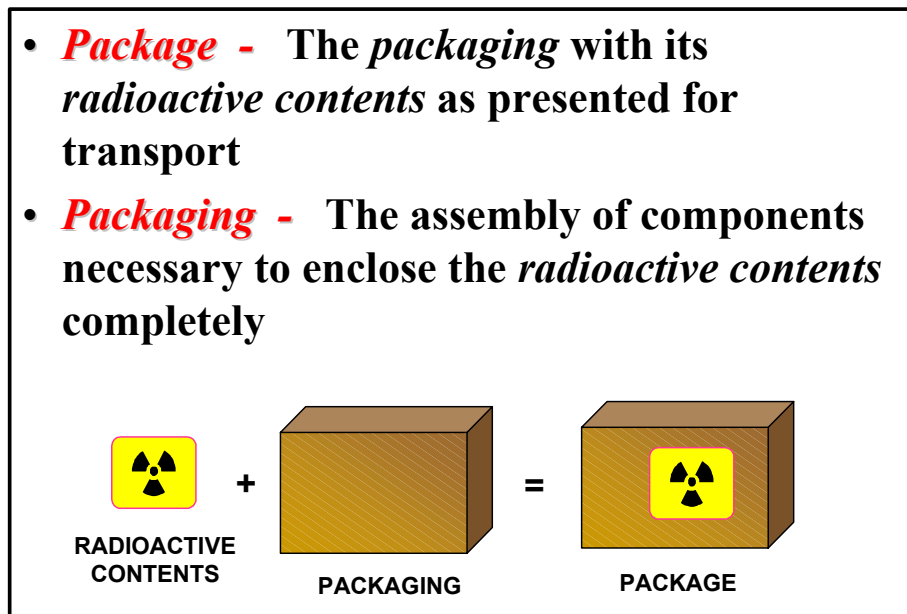 • Package - The packaging with its
radioactive contents as presented for
transport
• Packaging - The assembly of components
necessary to enclose the radioactive contents
completely
+ =
RADIOACTIVE
CONTENTS
PACKAGING
PACKAGE